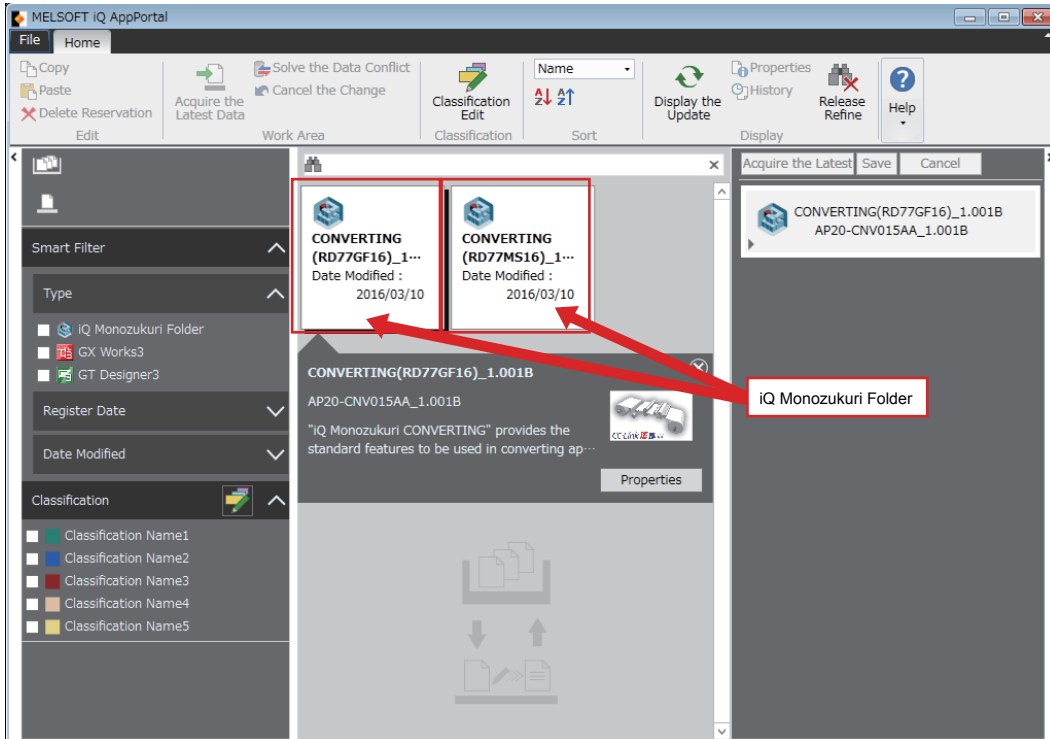 MELSOFT iQ AppPortal
File
Home
Copy
Paste
Delete Reservation
Edit
Acquire the
Latest Data
Solve the Data Conflict
Cancel the Change
Work Area
Classification
Edit
Classification
Name
Sort
Display the
Update
Properties
History
Release
Refine
Display
Help
Smart Filter
Type
iQ Monozukuri Folder
GX Works3
GT Designer3
Register Date
Date Modified
Classification
Classification Name1
Classification Name2
Classification Name3
Classification Name4
Classification Name5
CONVERTING
(RD77GF16)_1···
Date Modified :
2016/03/10
CONVERTING
(RD77MS16)_1···
Date Modified :
2016/03/10
CONVERTING(RD77GF16)_1.001B
AP20-CNV015AA_1.001B
"iQ Monozukuri CONVERTING" provides the
standard features to be used in converting ap···
CC-Link IE
Properties
Acquire the Latest
Save
Cancel
CONVERTING(RD77GF16)_1.001B
AP20-CNV015AA_1.001B
iQ Monozukuri Folder